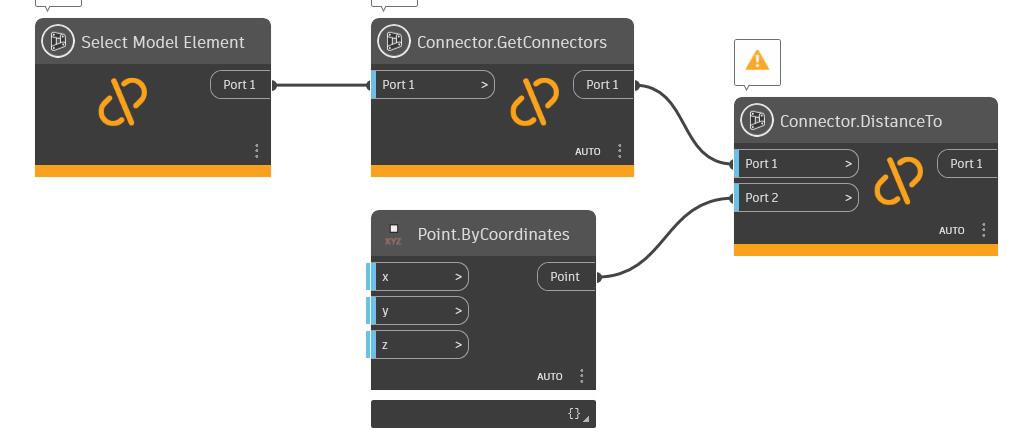 Select Model Element
Port 1
Connector.GetConnectors
Port 1 >
Port 1
AUTO
!
Connector.DistanceTo
Port 1 >
Port 1
Port 2 >
AUTO
XYZ
Point.ByCoordinates
x >
Point
y >
z >
AUTO
{}